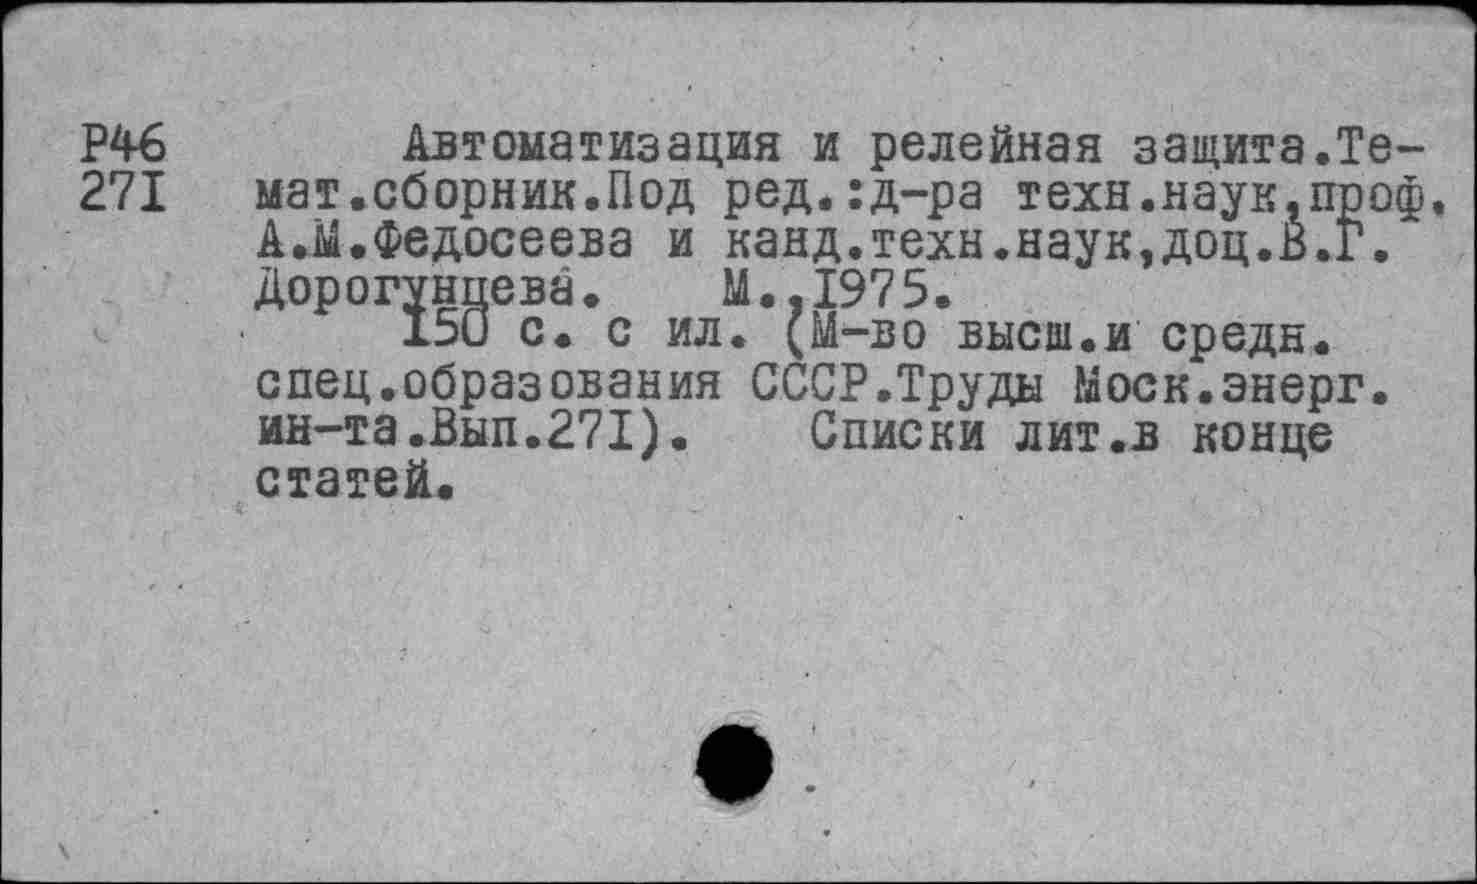 Р46 Автоматизация и релейная защита.Те-
271 мат.сборник.Под ред.:д-ра техн.наук,проф.
А.М.Федосеева и канд.техн.наук,доц.В.Г.
Дорогунцева. М.,1975.
150 с. с ил. (М-во высш.и средн.
спец.образования СССР.Труды Моск.энерг.
ин-та.Вып.271). Списки лит.в конце
статей.